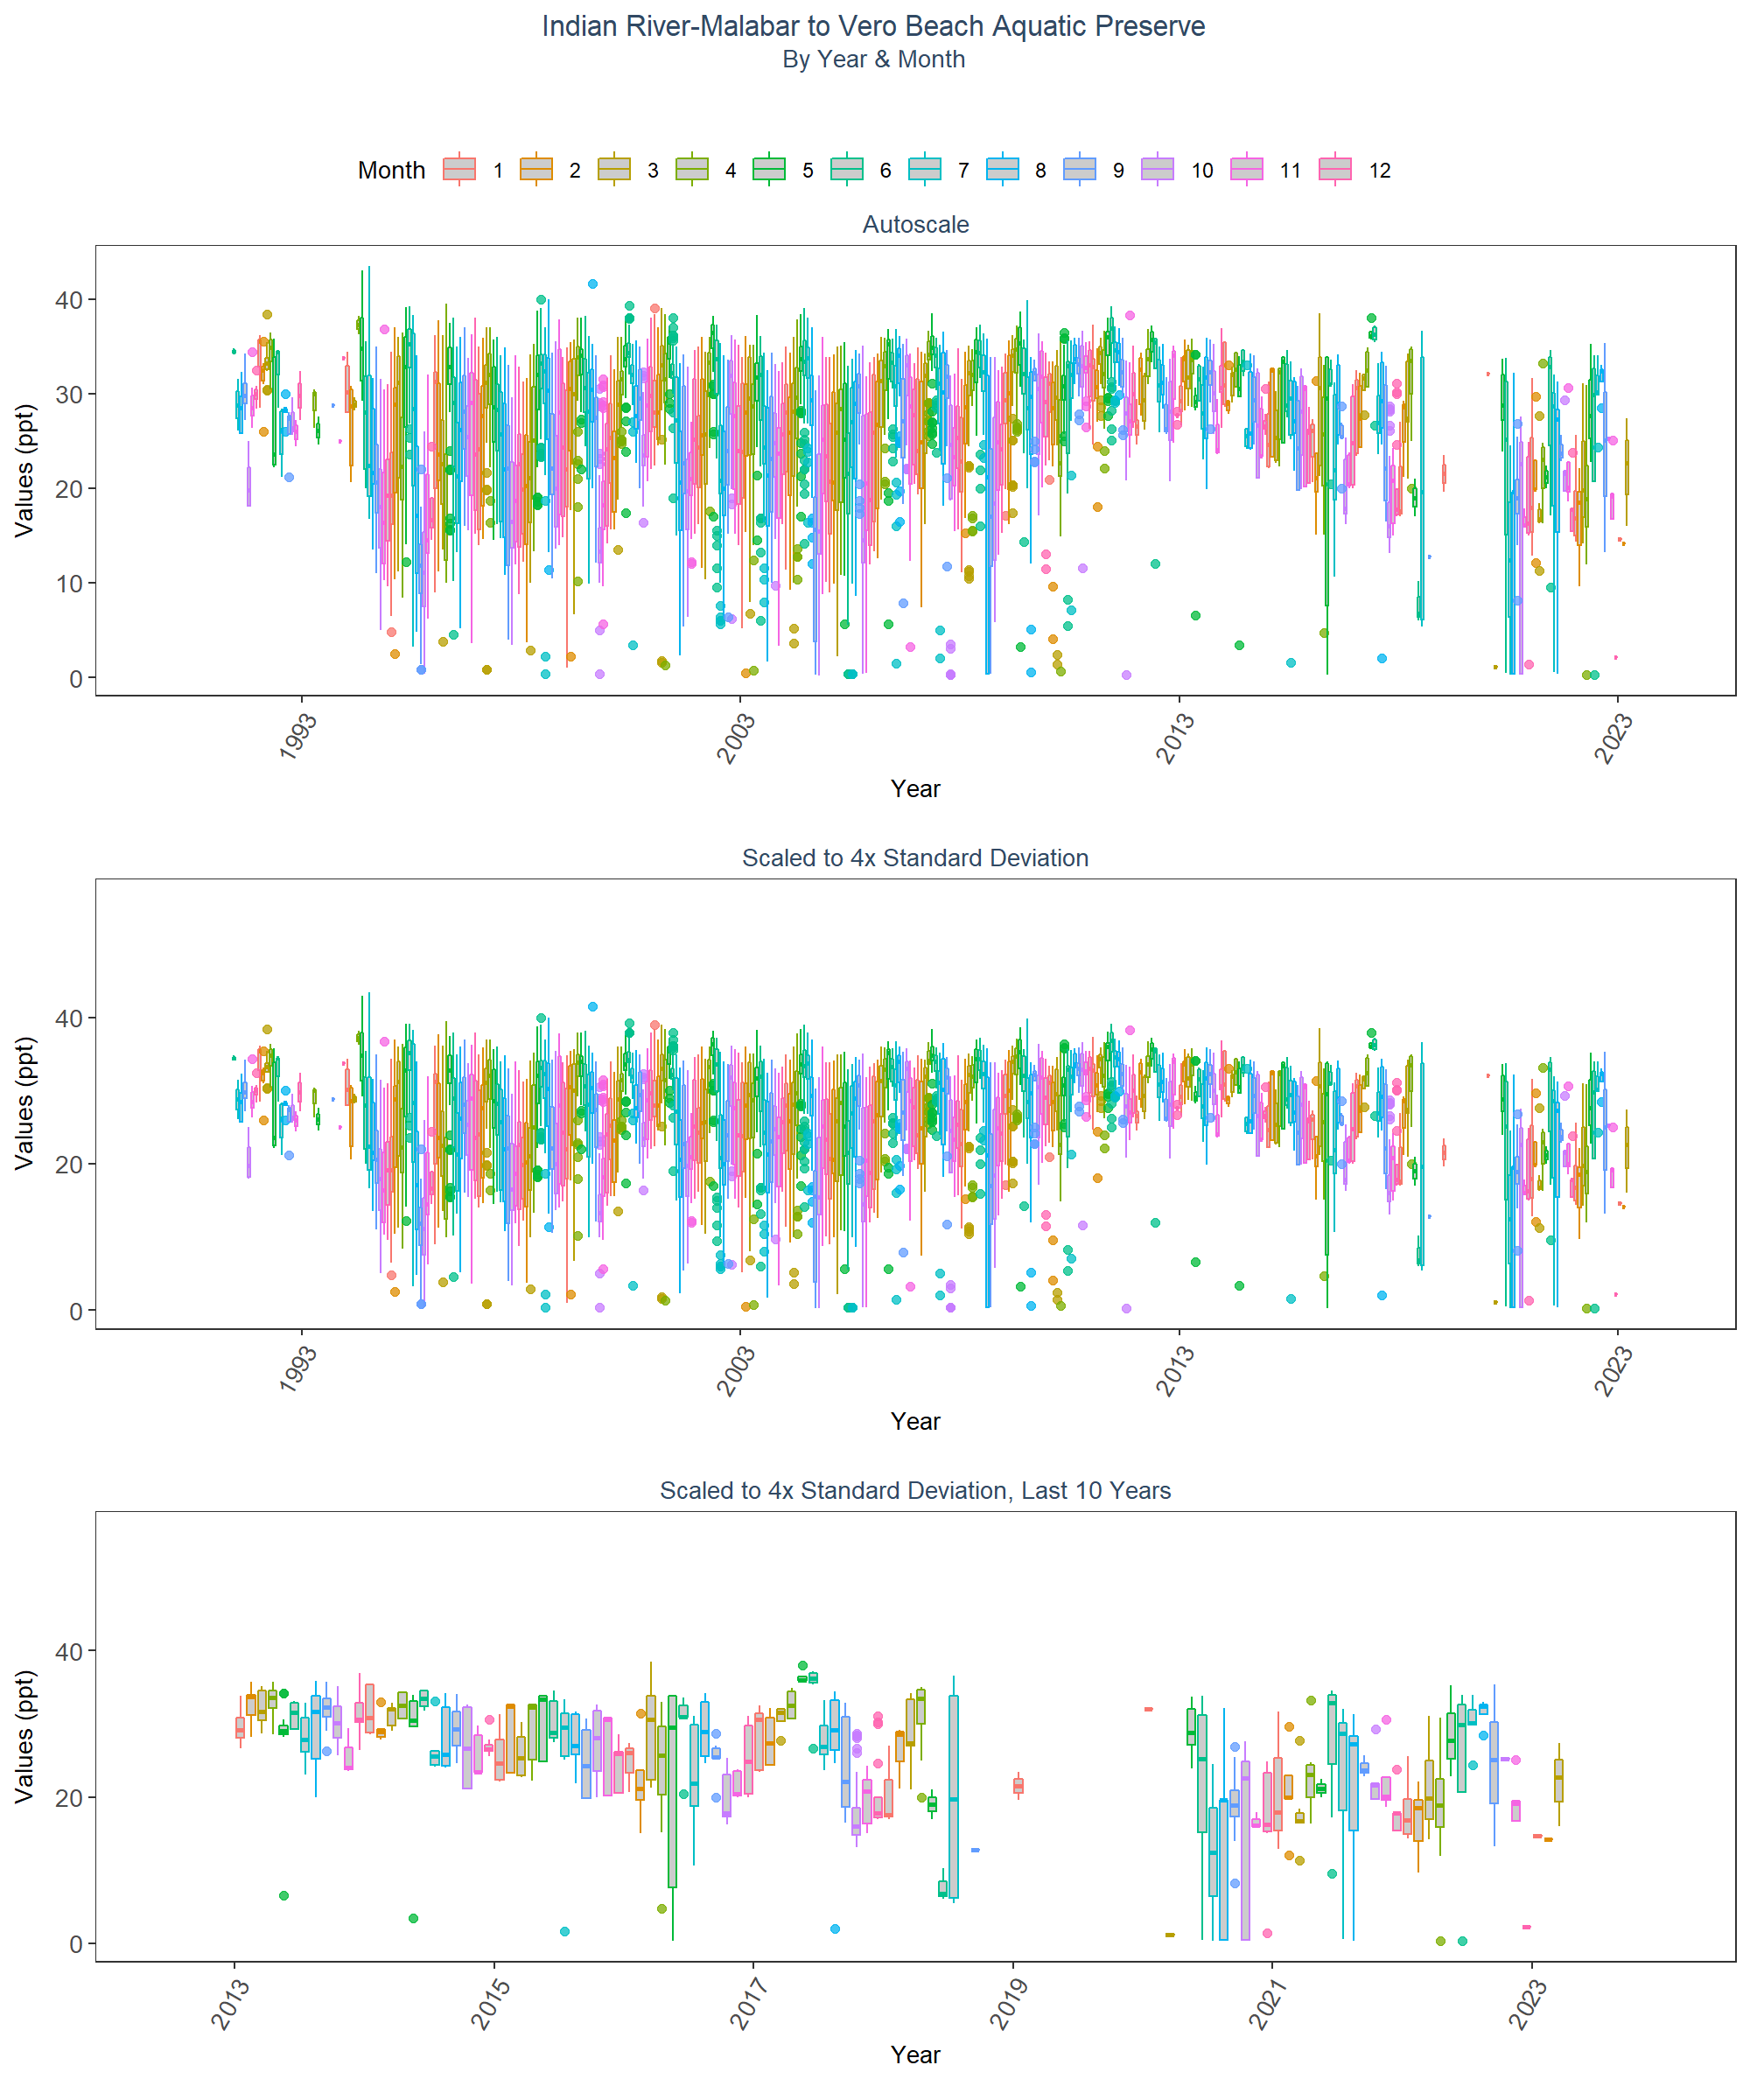 Indian River-Malabar to Vero Beach Aquatic Preserve
By Year & Month
Month 1 2 3 4 5 6 7 8 9 10 11 12
Autoscale
Values (ppt)
40
30
20
10
0
1993 2003 2013 2023
Year
Scaled to 4x Standard Deviation
Values (ppt)
40
20
0
1993 2003 2013 2023
Year
Scaled to 4x Standard Deviation, Last 10 Years
Values (ppt)
40
20
0
2013 2015 2017 2019 2021 2023
Year